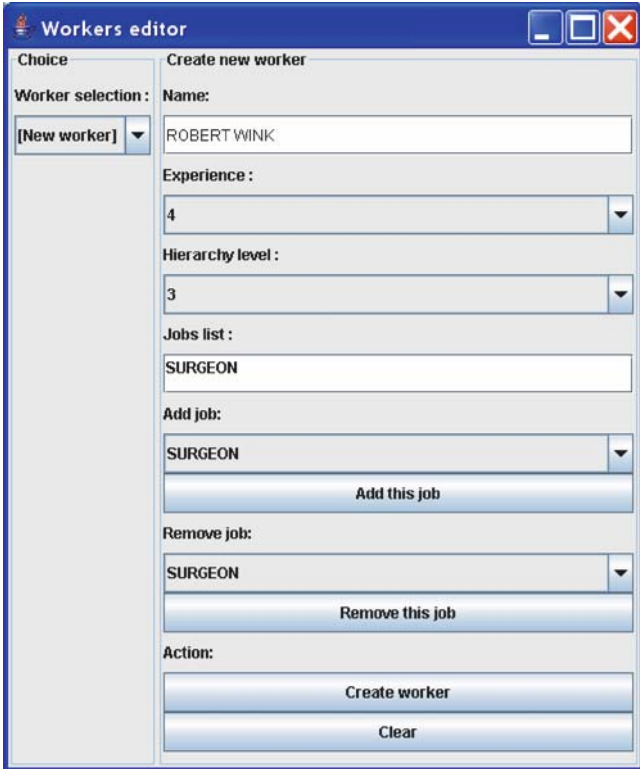 Workers editor
Choice
Worker selection :
[New worker]
Create new worker
Name:
ROBERT WINK
Experience :
4
Hierarchy level :
3
Jobs list :
SURGEON
Add job:
SURGEON
Add this job
Remove job:
SURGEON
Remove this job
Action:
Create worker
Clear